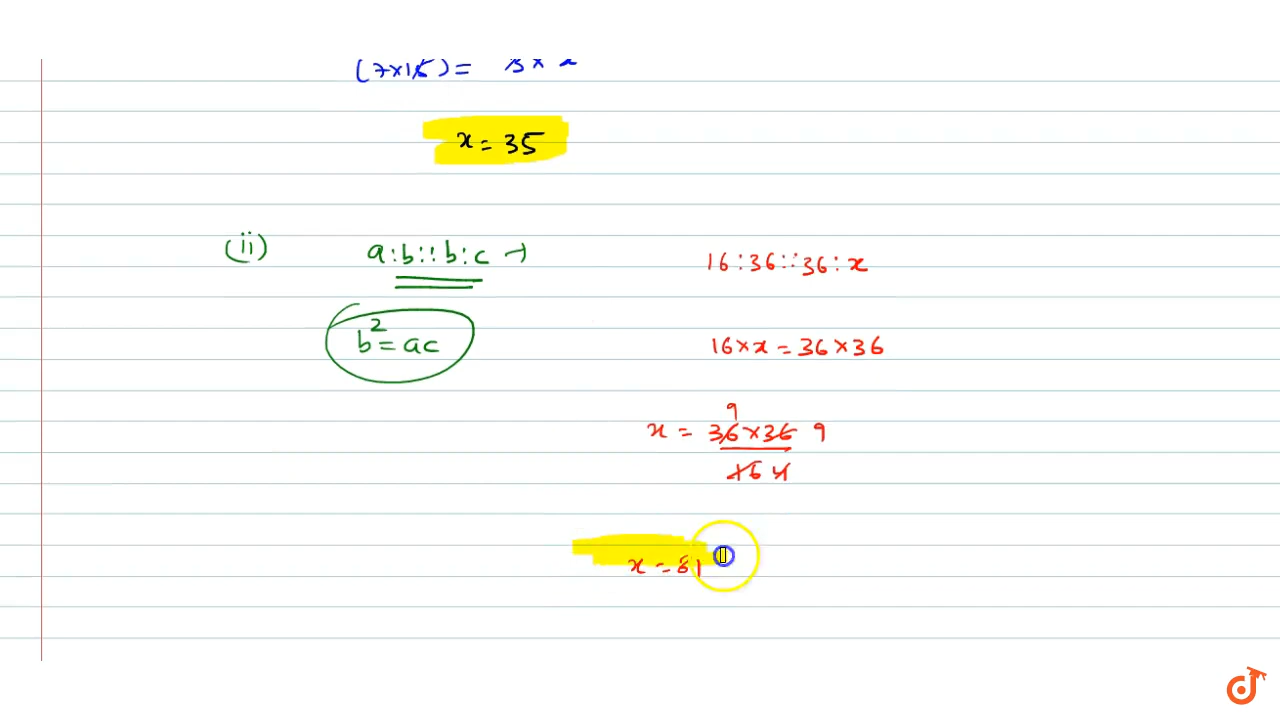 (7×15) = 3 × x
x = 35
(ii) a:b::b:c → 16:36::36:x
b² = ac 16×x = 36×36
9
x = 36×36 9
16 4
x = 81